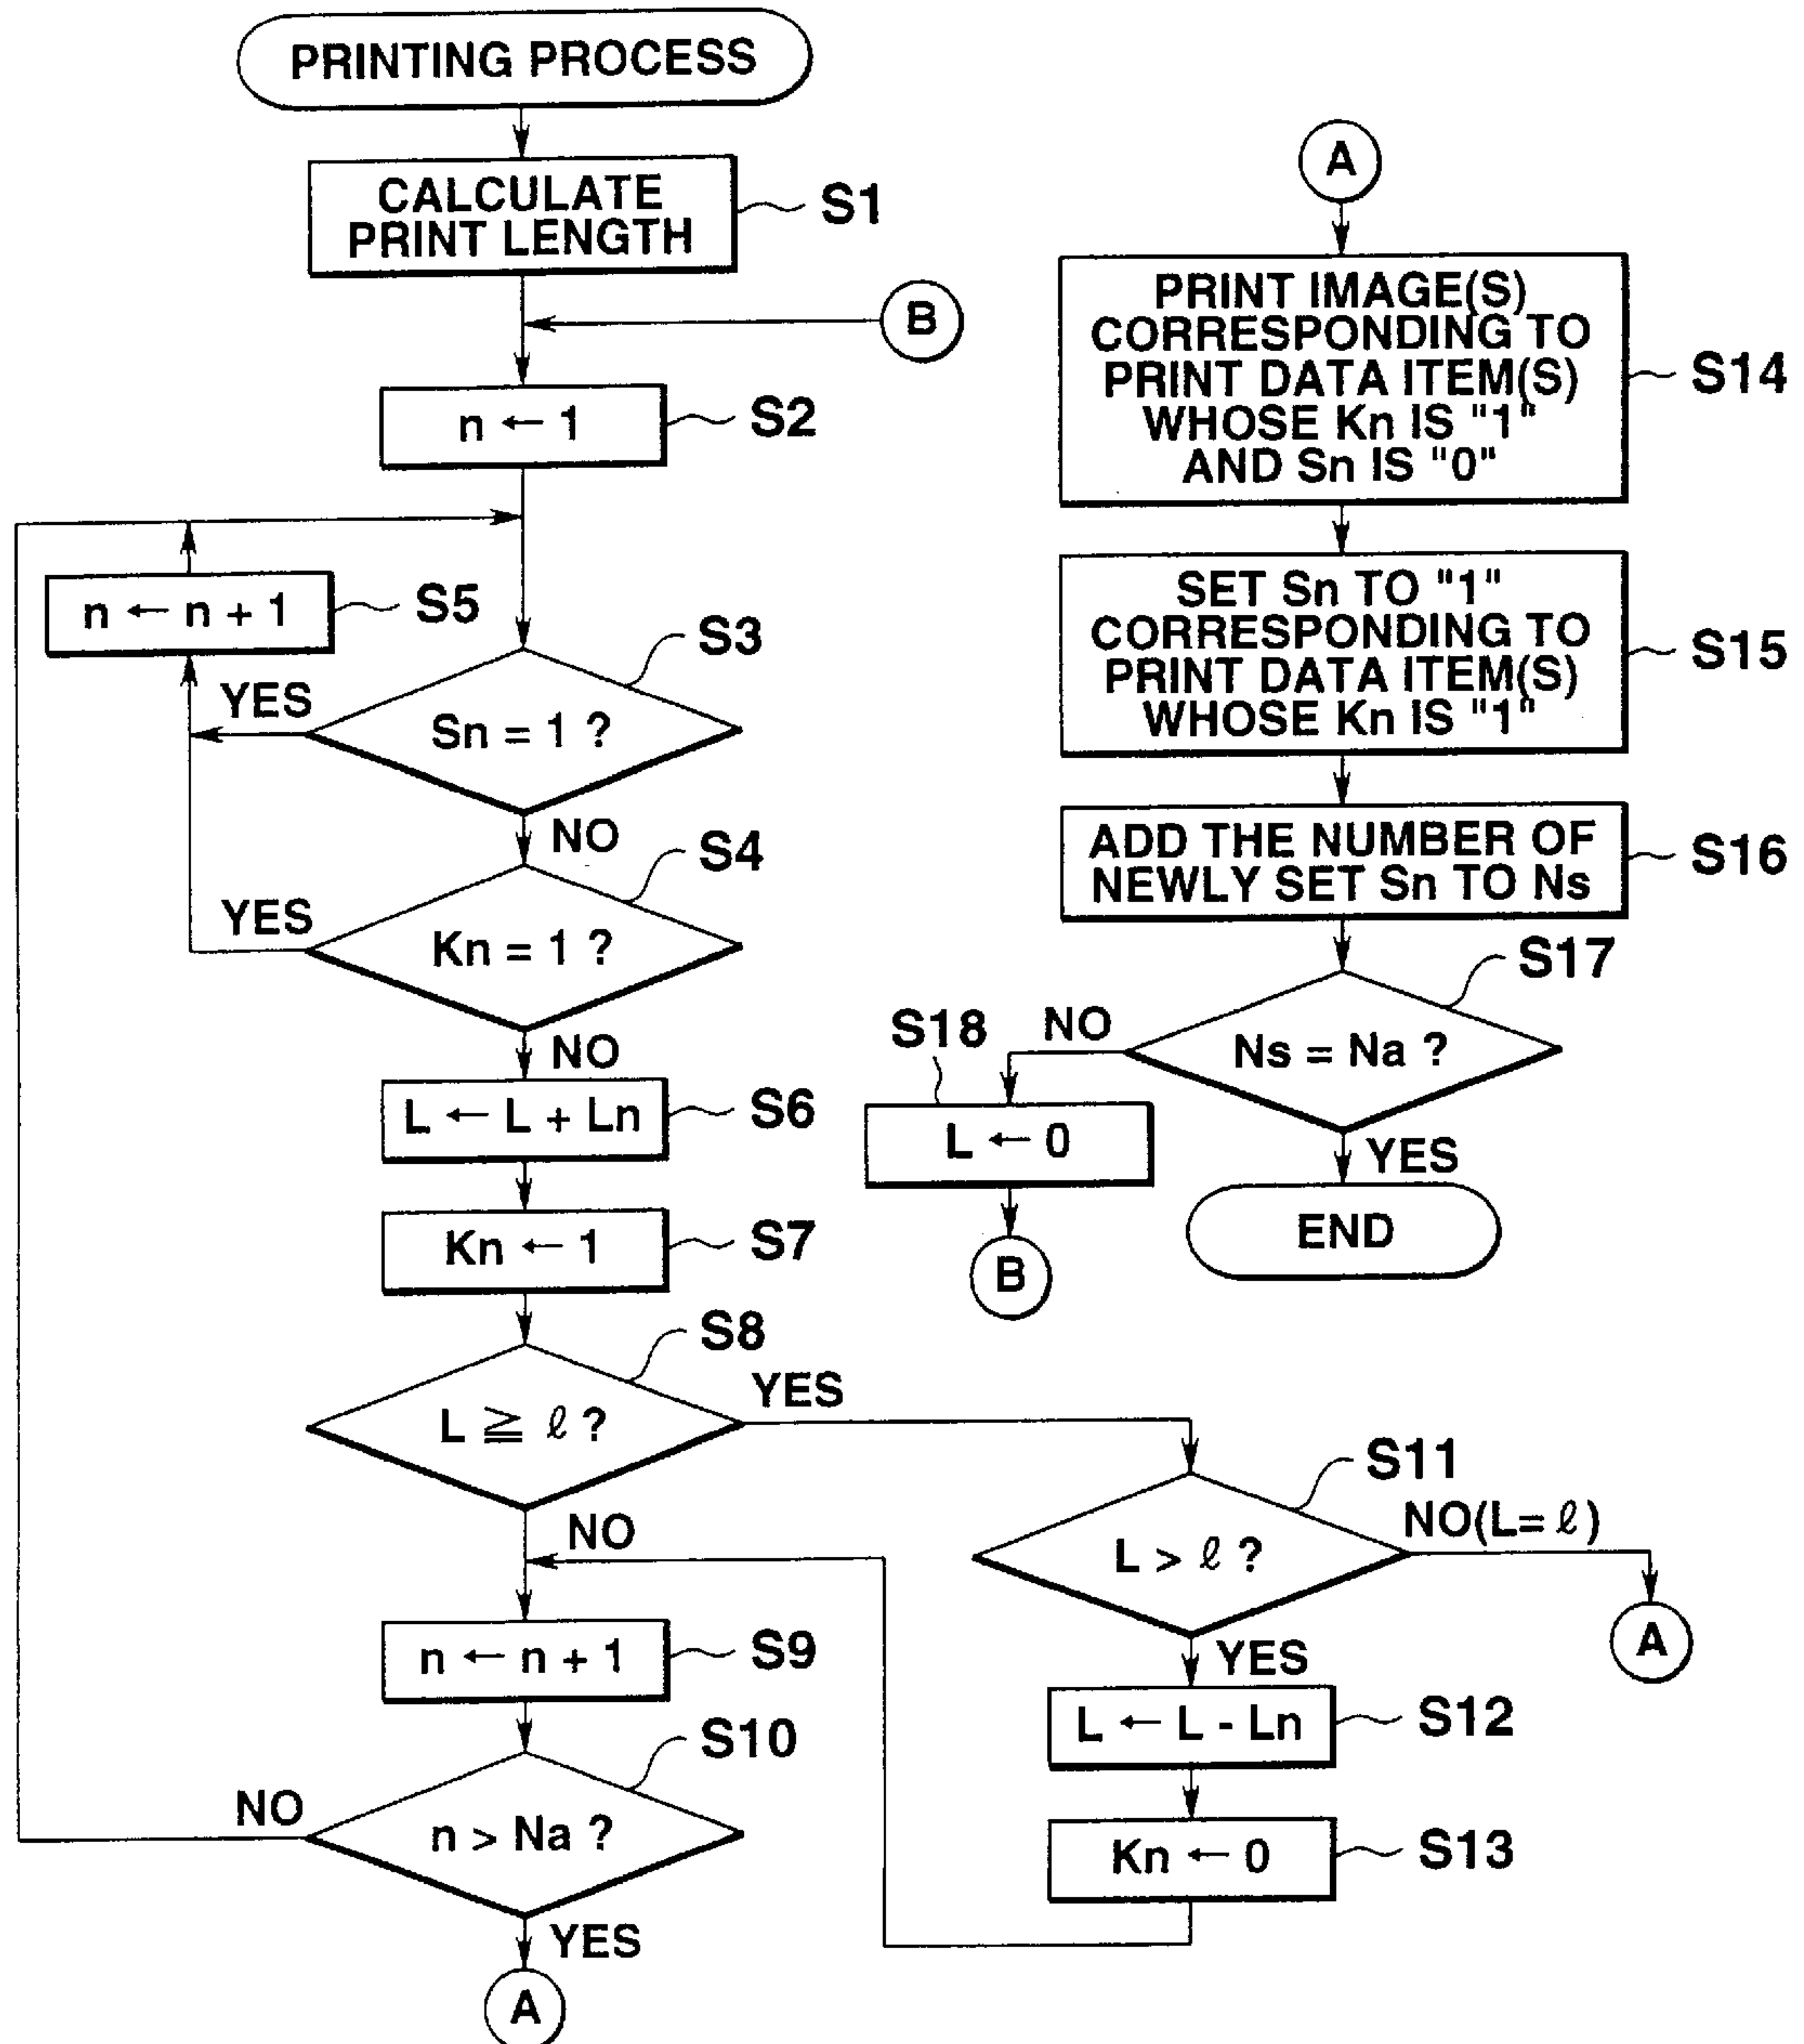 PRINTING PROCESS
CALCULATE
PRINT LENGTH
S1
B
n ← 1
S2
n ← n + 1
S5
S3
YES
Sn = 1 ?
NO
S4
YES
Kn = 1 ?
NO
L ← L + Ln
S6
Kn ← 1
S7
S8
YES
L ≧ ℓ ?
NO
n ← n + 1
S9
S10
NO
n > Na ?
YES
A
S11
NO(L= ℓ )
L > ℓ ?
A
YES
L ← L - Ln
S12
Kn ← 0
S13
A
PRINT IMAGE(S)
CORRESPONDING TO
PRINT DATA ITEM(S)
WHOSE Kn IS "1"
AND Sn IS "0"
S14
SET Sn TO "1"
CORRESPONDING TO
PRINT DATA ITEM(S)
WHOSE Kn IS "1"
S15
ADD THE NUMBER OF
NEWLY SET Sn TO Ns
S16
S17
NO
Ns = Na ?
S18
L ← 0
B
YES
END